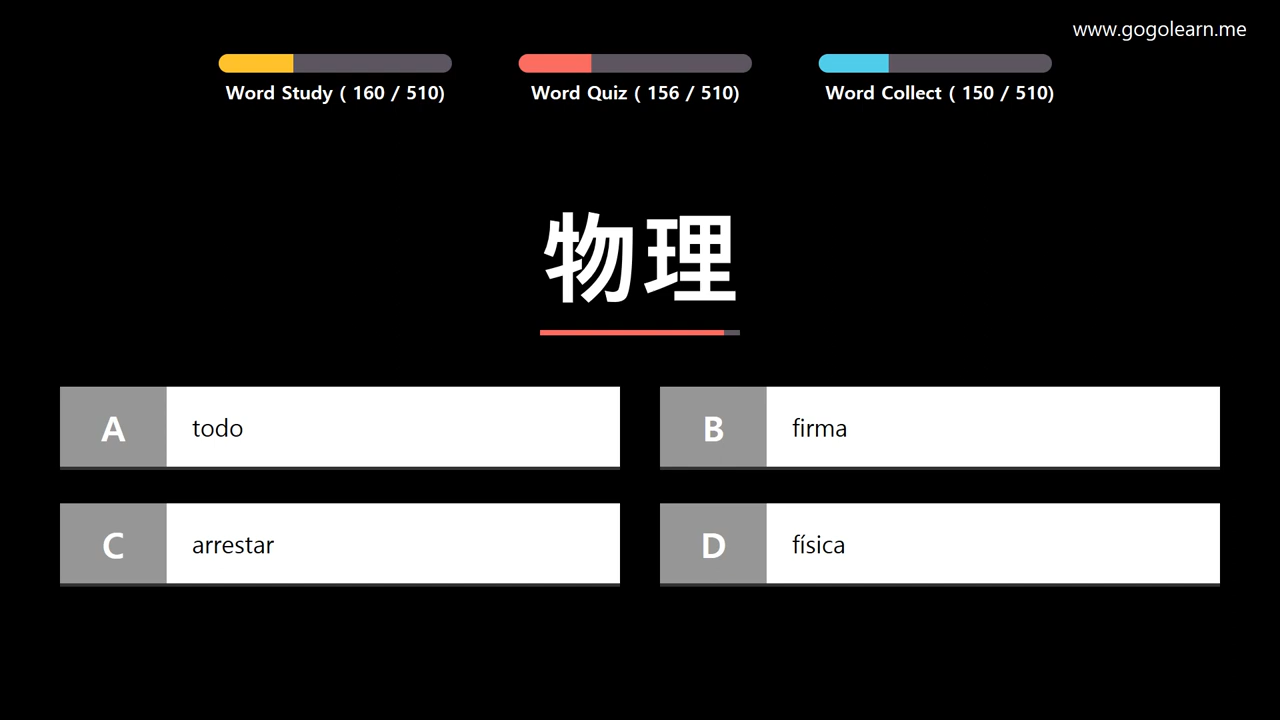 www.gogolearn.me
Word Study ( 160 / 510)
Word Quiz ( 156 / 510)
Word Collect ( 150 / 510)
物理
A todo
B firma
C arrestar
D física